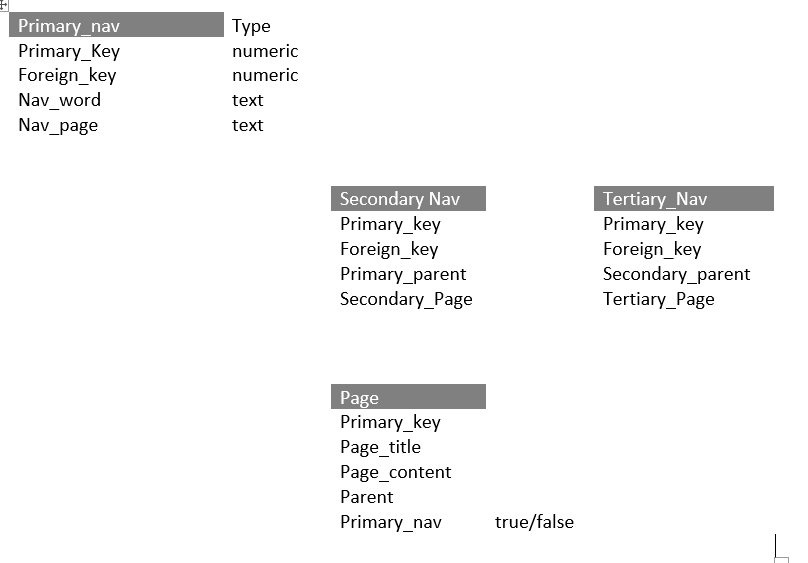 Primary_nav Type
Primary_Key numeric
Foreign_key numeric
Nav_word text
Nav_page text
Secondary Nav
Primary_key
Foreign_key
Primary_parent
Secondary_Page
Tertiary_Nav
Primary_key
Foreign_key
Secondary_parent
Tertiary_Page
Page
Primary_key
Page_title
Page_content
Parent
Primary_nav true/false